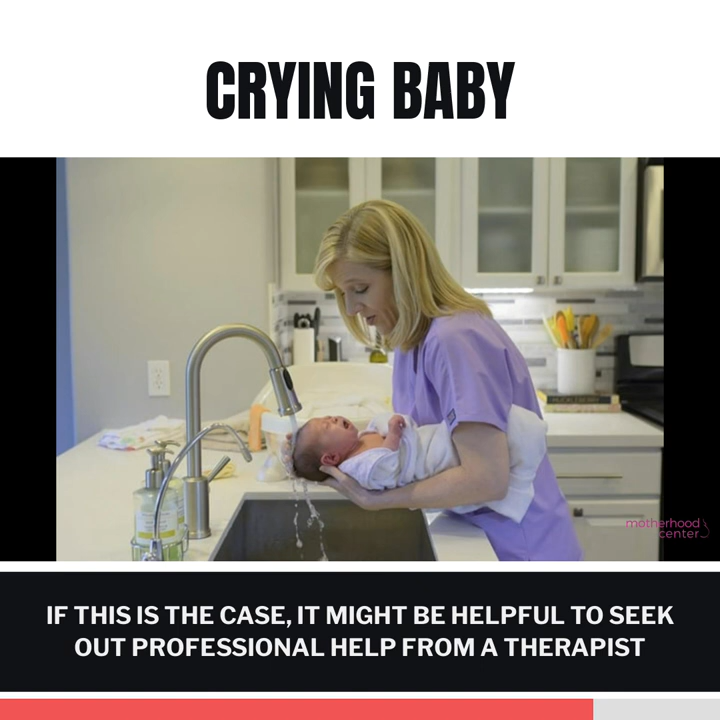 CRYING BABY
motherhood
center
IF THIS IS THE CASE, IT MIGHT BE HELPFUL TO SEEK
OUT PROFESSIONAL HELP FROM A THERAPIST